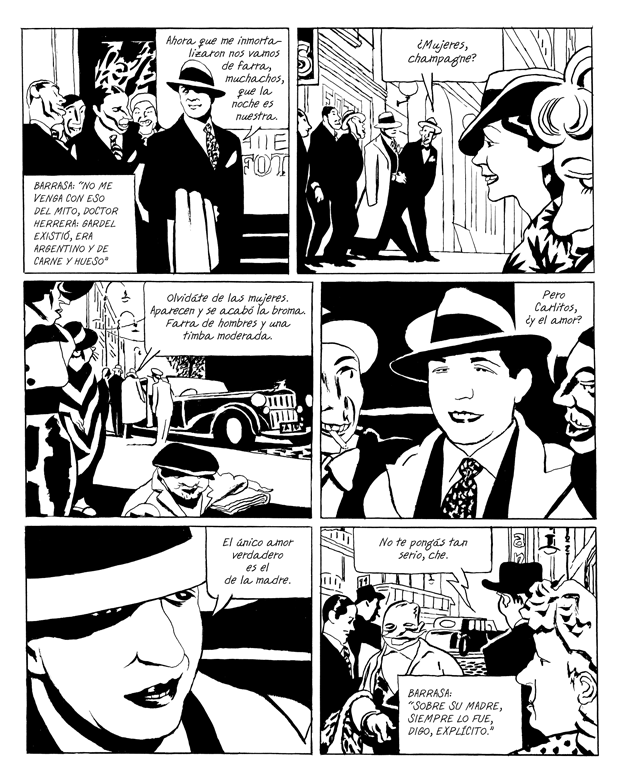 Ahora que me inmorta-
lizaron nos vamos
de farra,
muchachos,
que la
noche es
nuestra.
FOT
BARRASA: "NO ME
VENGA CON ESO
DEL MITO, DOCTOR
HERRERA: GARDEL
EXISTIÓ, ERA
ARGENTINO Y DE
CARNE Y HUESO"
¿Mujeres,
champagne?
Olvidáte de las mujeres.
Aparecen y se acabó la broma.
Farra de hombres y una
timba moderada.
Pero
Carlitos,
¿y el amor?
El único amor
verdadero
es el
de la madre.
No te pongás tan
serio, che.
BARRASA:
"SOBRE SU MADRE,
SIEMPRE LO FUE,
DIGO, EXPLÍCITO."